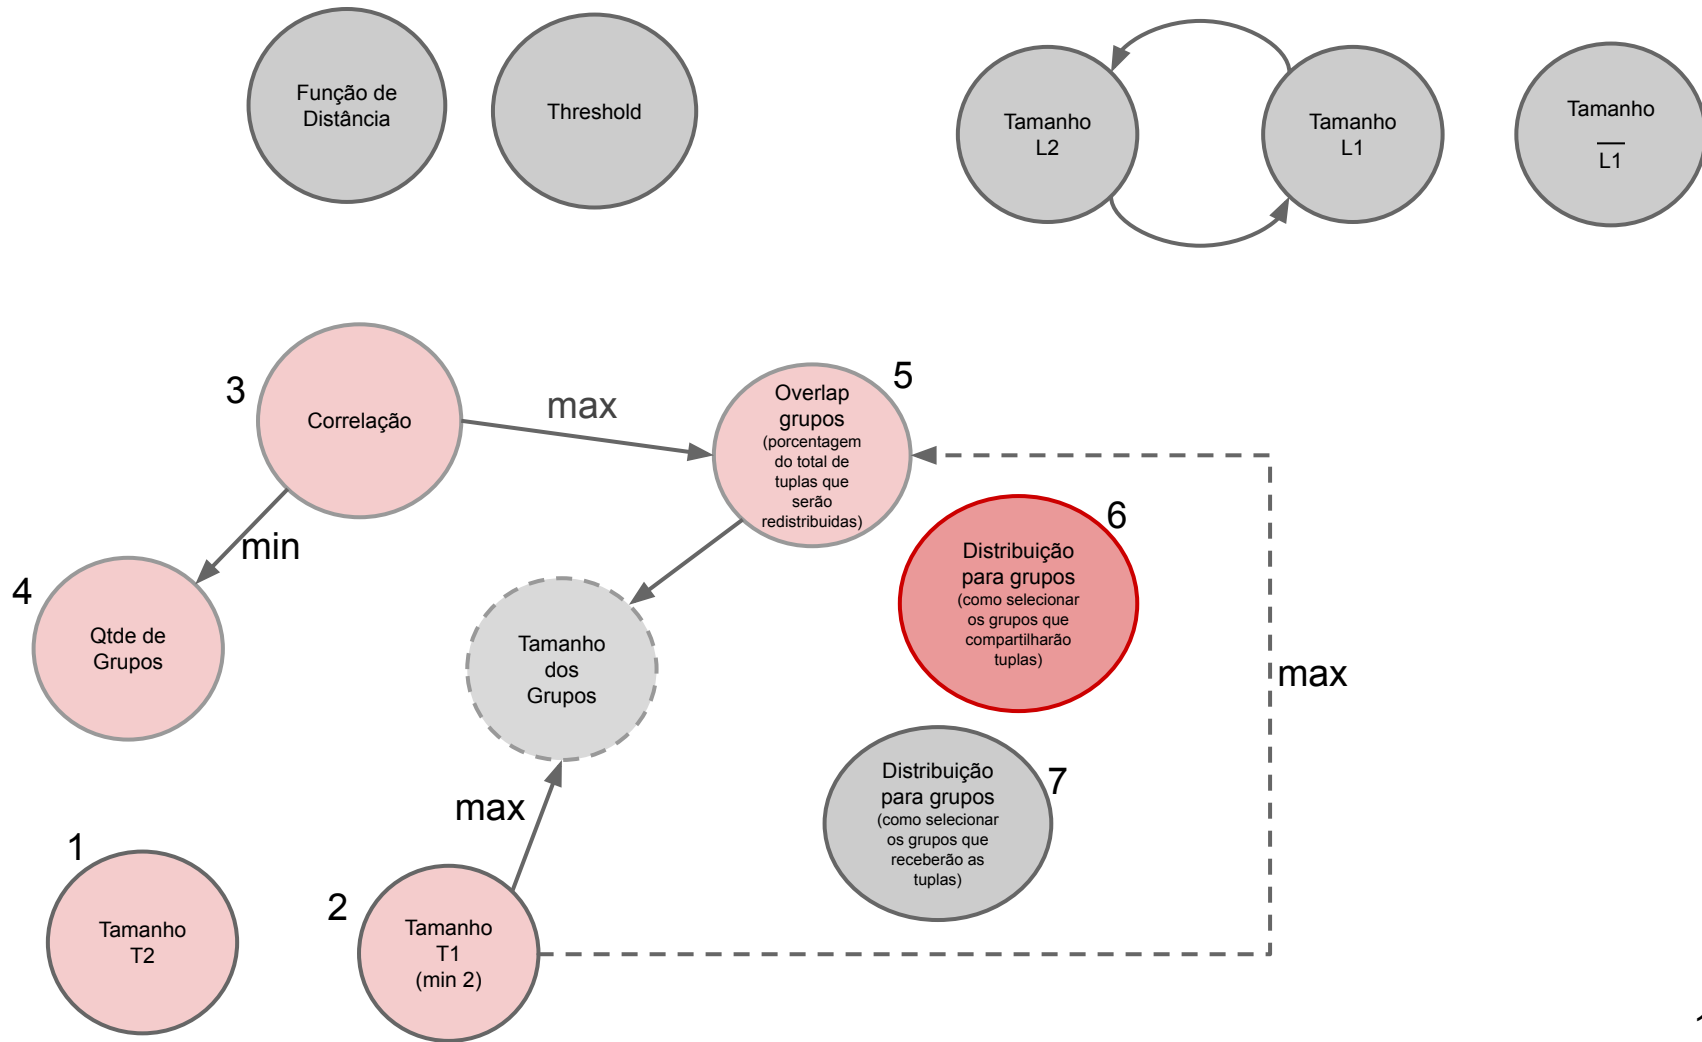 Função de
Distância
Threshold
Tamanho
L2
Tamanho
L1
Tamanho
L1
3
Correlação
max
5
Overlap
grupos
(porcentagem
do total de
tuplas que
serão
redistribuidas)
min
4
Qtde de
Grupos
Tamanho
dos
Grupos
6
Distribuição
para grupos
(como selecionar
os grupos que
compartilharão
tuplas)
max
7
Distribuição
para grupos
(como selecionar
os grupos que
receberão as
tuplas)
max
1
Tamanho
T2
2
Tamanho
T1
(min 2)